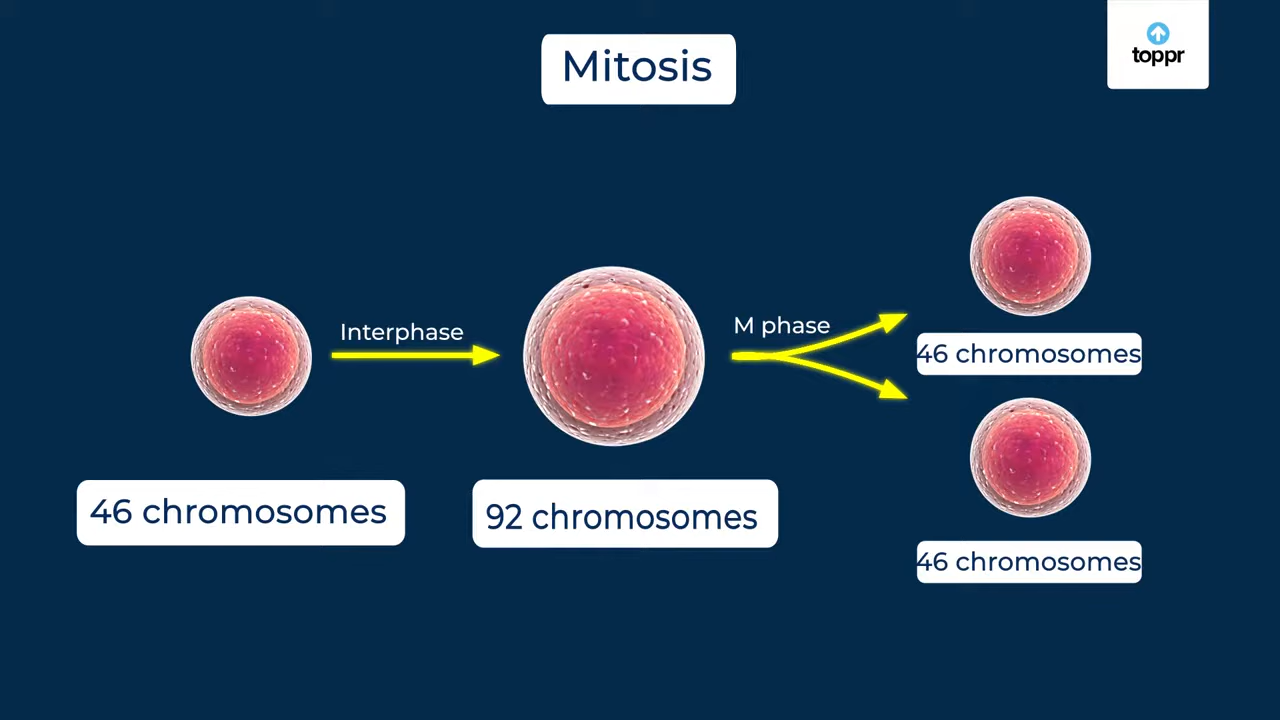 Mitosis
toppr
Interphase
M phase
46 chromosomes
92 chromosomes
46 chromosomes
46 chromosomes